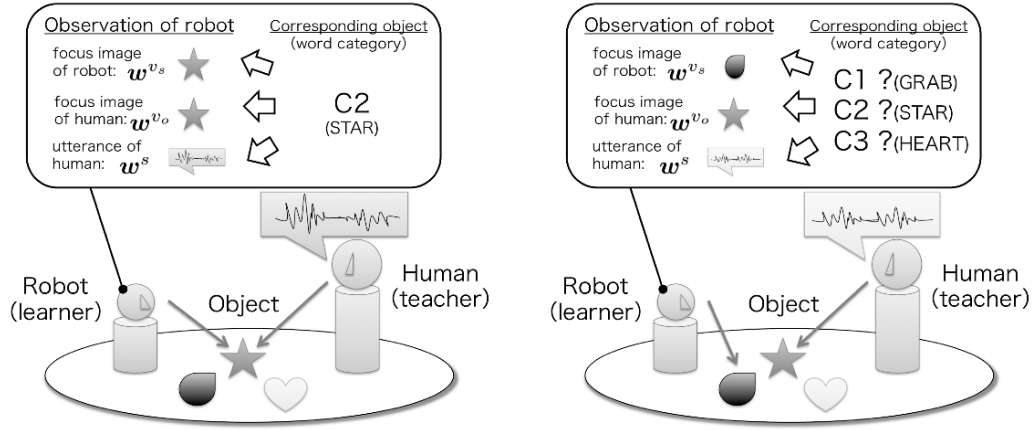 Observation of robot
Corresponding object
(word category)
focus image
of robot: w^{v_s}
focus image
of human: w^{v_o}
utterance of
human: w^s
C2
(STAR)
Robot
(learner)
Object
Human
(teacher)
Observation of robot
Corresponding object
(word category)
focus image
of robot: w^{v_s}
focus image
of human: w^{v_o}
utterance of
human: w^s
C1 ?(GRAB)
C2 ?(STAR)
C3 ?(HEART)
Robot
(learner)
Object
Human
(teacher)